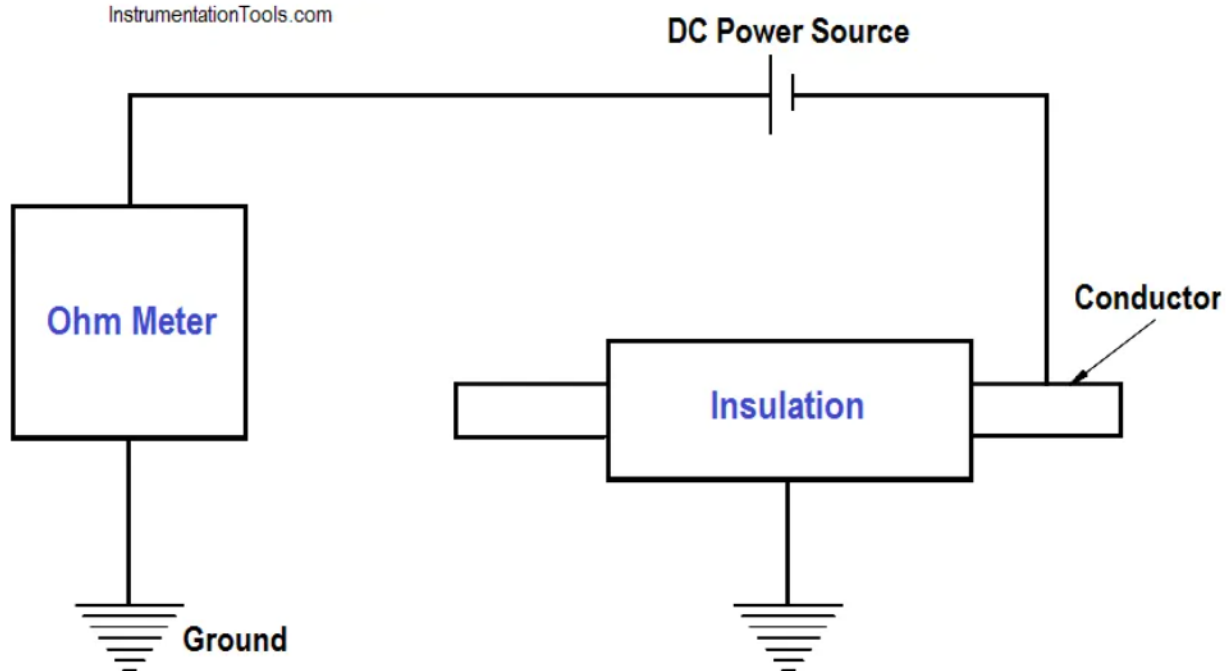 InstrumentationTools.com
DC Power Source
Ohm Meter
Conductor
Insulation
Ground